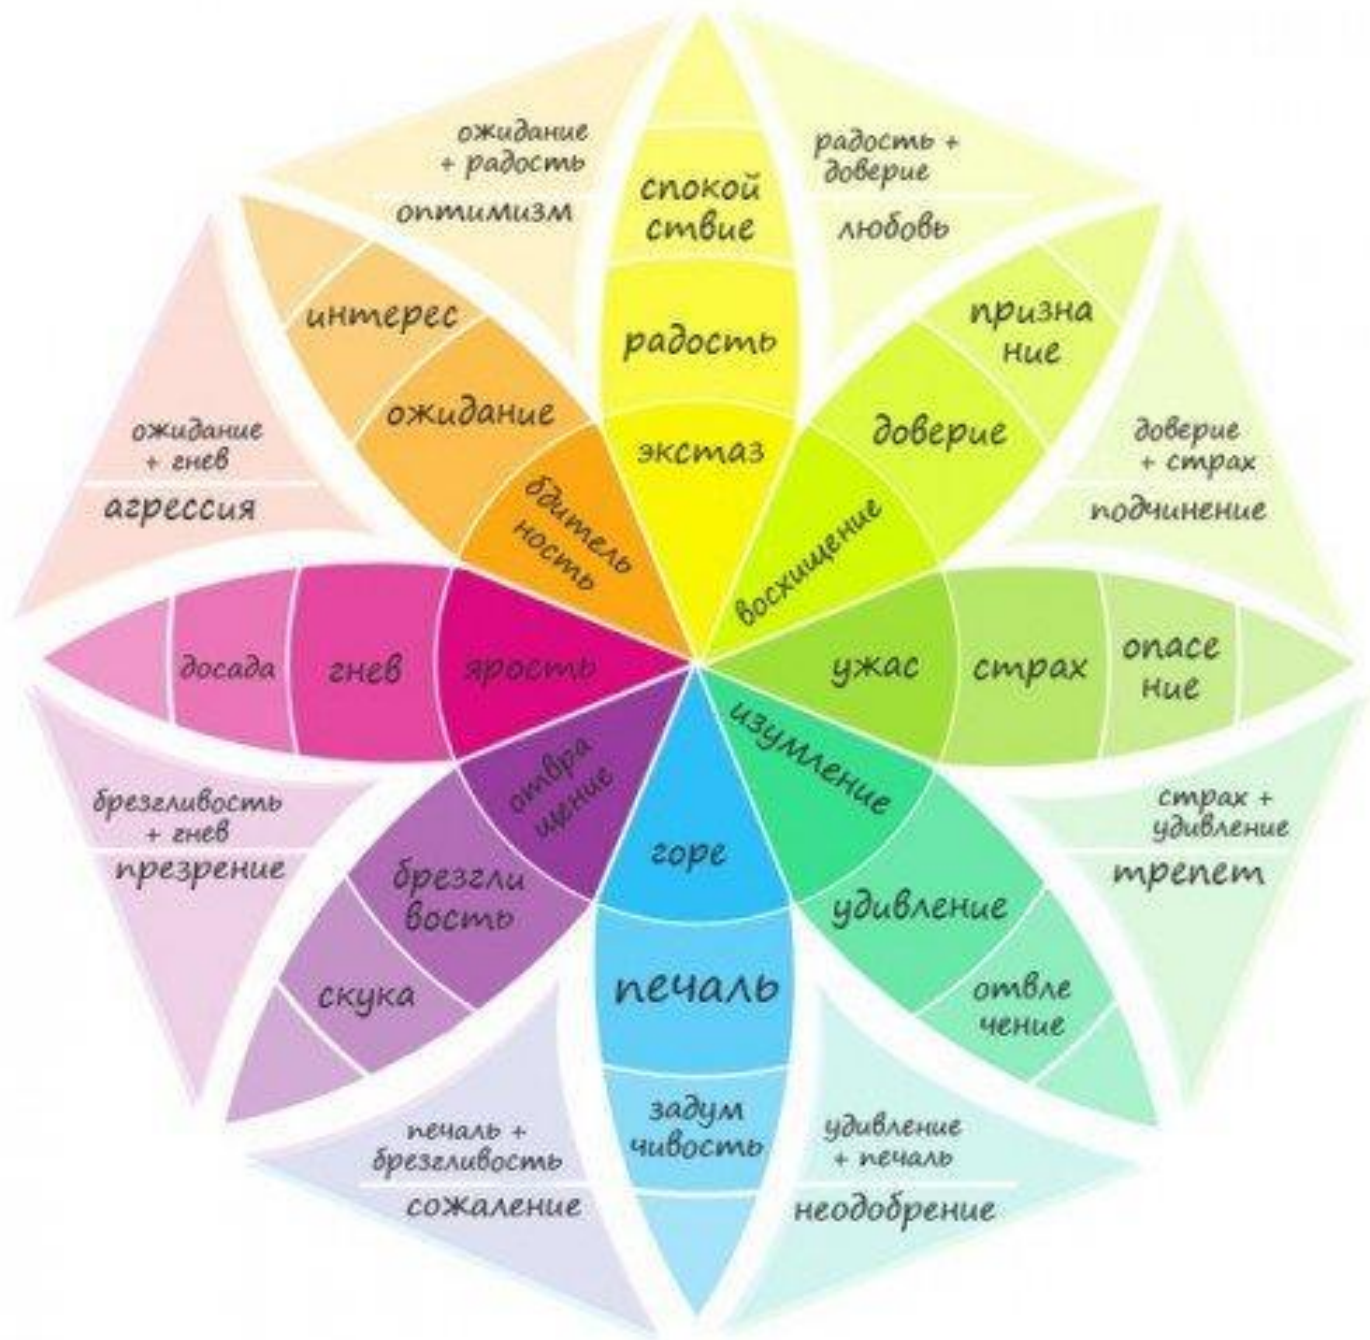 ожидание
+ радость
оптимизм
спокой
ствие
радость
экстаз
радость +
доверие
любовь
призна
ние
доверие
восхищение
доверие
+ страх
подчинение
ужас
страх
опасе
ние
страх +
удивление
трепет
изумление
удивление
отвле
чение
удивление
+ печаль
неодобрение
горе
печаль
задум
чивость
печаль +
брезгливость
сожаление
отвра
щение
брезгли
вость
скука
брезгливость
+ гнев
презрение
ярость
гнев
досада
ожидание
+ гнев
агрессия
интерес
ожидание
бдитель
ность